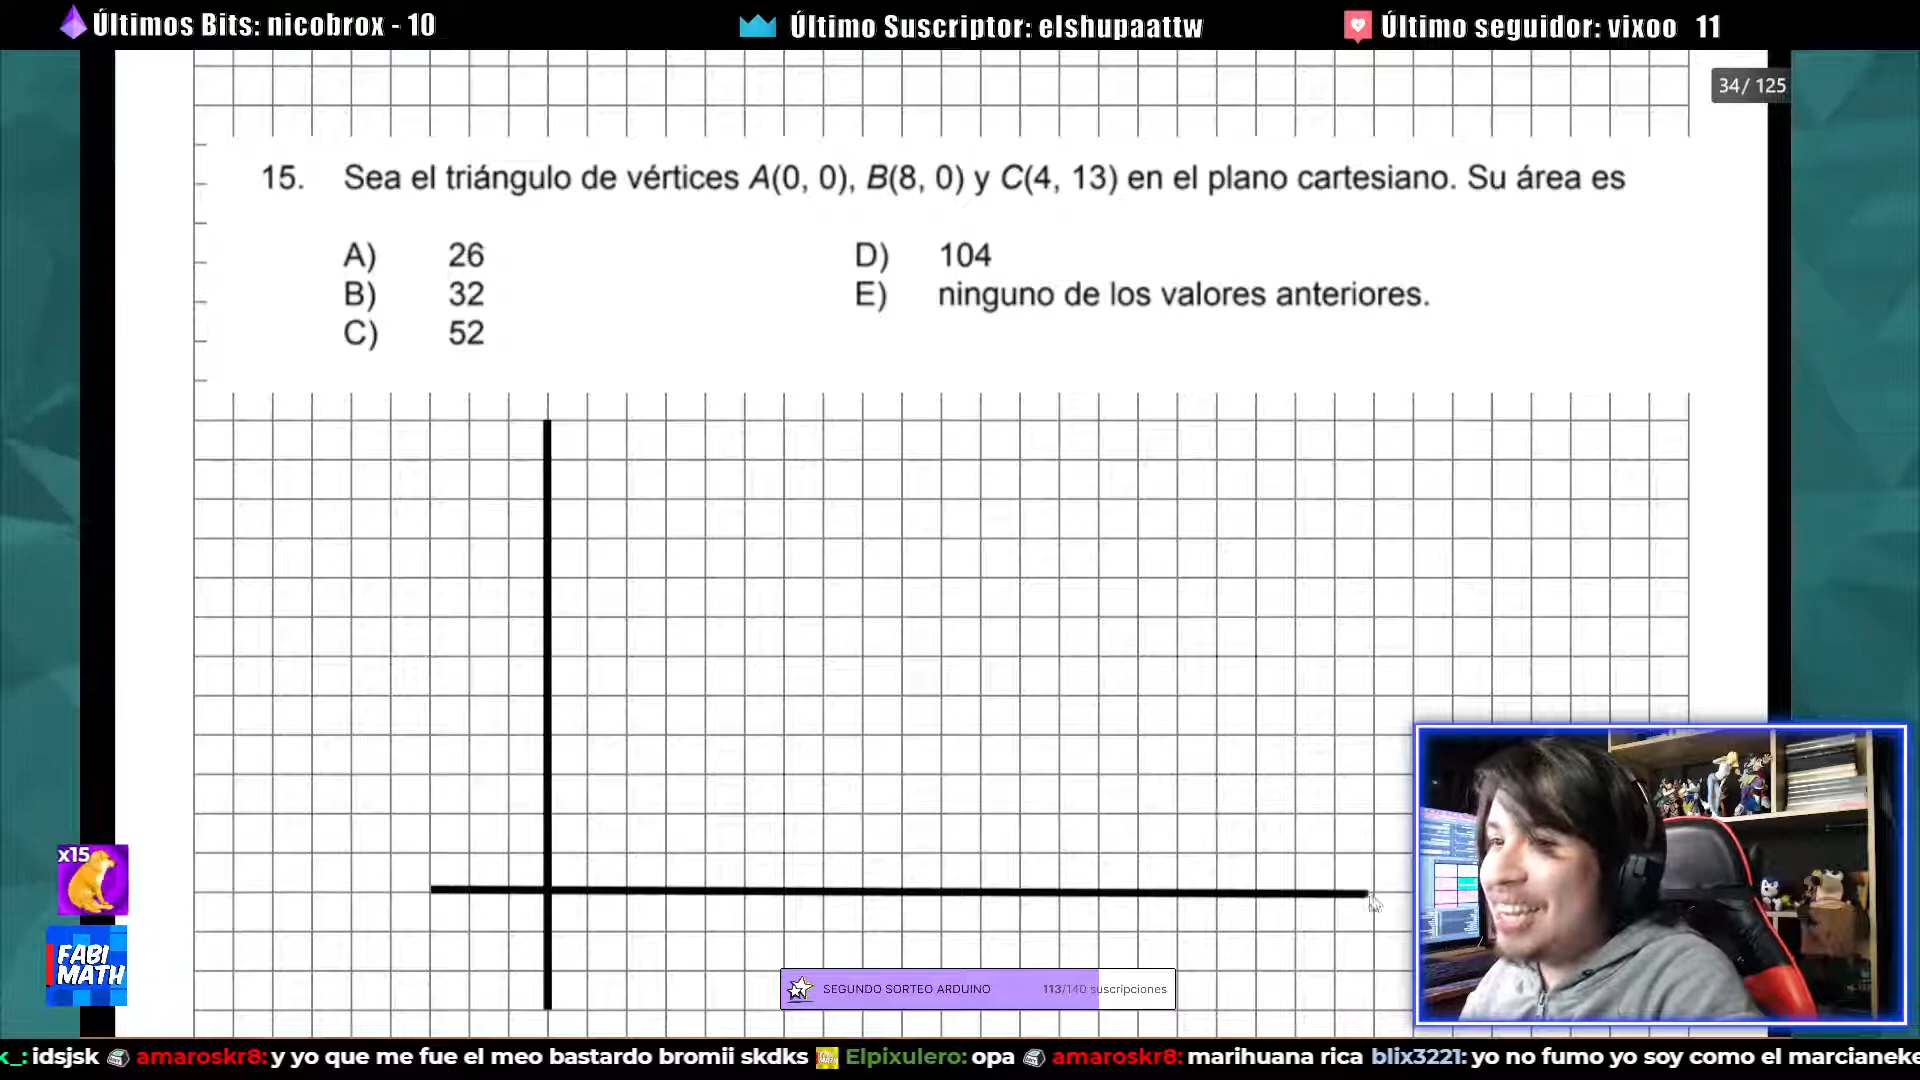 Últimos Bits: nicobrox - 10
Último Suscriptor: elshupaattw
Último seguidor: vixoo 11
34/ 125
15. Sea el triángulo de vértices A(0, 0), B(8, 0) y C(4, 13) en el plano cartesiano. Su área es
A) 26
B) 32
C) 52
D) 104
E) ninguno de los valores anteriores.
x15
FABI
MATH
SEGUNDO SORTEO ARDUINO 113/140 suscripciones
k_: idsjsk amaroskr8: y yo que me fue el meo bastardo bromii skdks Elpixulero: opa amaroskr8: marihuana rica blix3221: yo no fumo yo soy como el marcianeke